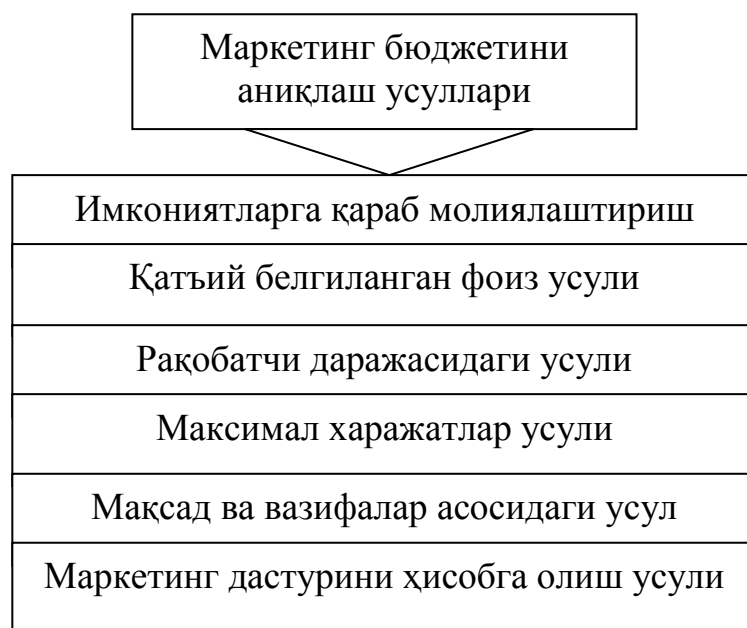 Маркетинг бюджетини
аниқлаш усуллари
Имкониятларга қараб молиялаштириш
Қатъий белгиланган фоиз усули
Рақобатчи даражасидаги усули
Максимал харажатлар усули
Мақсад ва вазифалар асосидаги усул
Маркетинг дастурини ҳисобга олиш усули